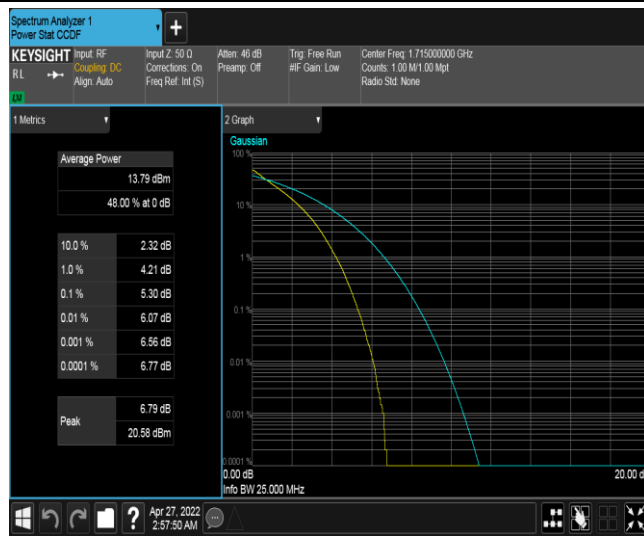 Spectrum Analyzer 1
Power Stat CCDF
+
KEYSIGHT
RL
Input: RF
Coupling: DC
Align: Auto
Input Z: 50 Ω
Corrections: On
Freq Ref: Int (S)
Atten: 46 dB
Preamp: Off
Trig: Free Run
#IF Gain: Low
Center Freq: 1.715000000 GHz
Counts: 1.00 M/1.00 Mpt
Radio Std: None
1 Metrics
Average Power
13.79 dBm
48.00 % at 0 dB
10.0 % 2.32 dB
1.0 % 4.21 dB
0.1 % 5.30 dB
0.01 % 6.07 dB
0.001 % 6.56 dB
0.0001 % 6.77 dB
Peak
6.79 dB
20.58 dBm
2 Graph
Gaussian
100 %
10 %
1 %
0.1 %
0.01 %
0.001 %
0.0001 %
0.00 dB
20.00 d
Info BW 25.000 MHz
?
Apr 27, 2022
2:57:50 AM